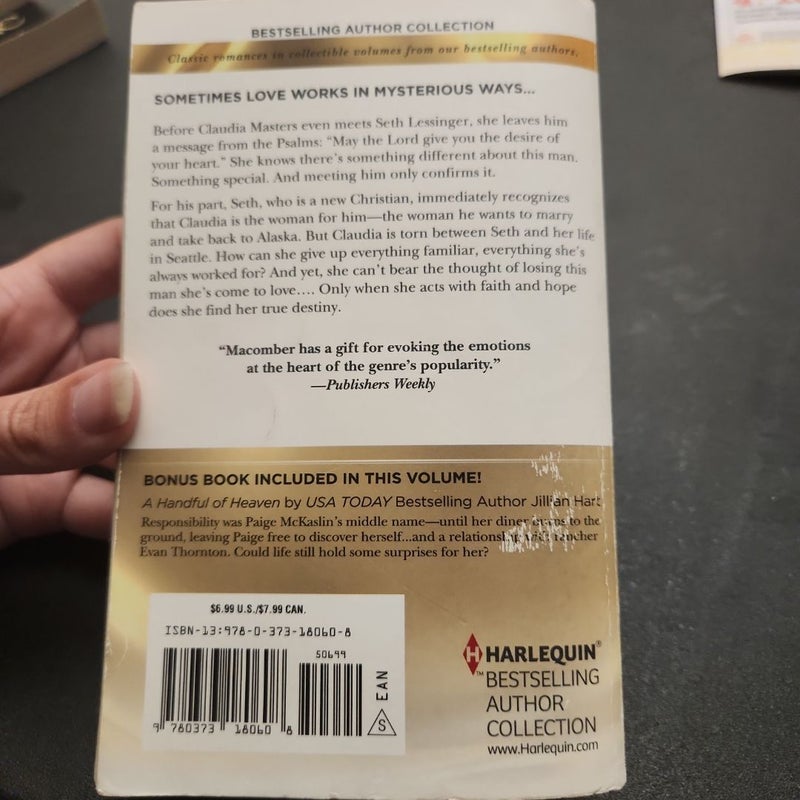 BESTSELLING AUTHOR COLLECTION
Classic romances in collectible volumes from our bestselling authors.
SOMETIMES LOVE WORKS IN MYSTERIOUS WAYS...
Before Claudia Masters even meets Seth Lessinger, she leaves him
a message from the Psalms: “May the Lord give you the desire of
your heart.” She knows there’s something different about this man.
Something special. And meeting him only confirms it.
For his part, Seth, who is a new Christian, immediately recognizes
that Claudia is the woman for him—the woman he wants to marry
and take back to Alaska. But Claudia is torn between Seth and her life
in Seattle. How can she give up everything familiar, everything she’s
always worked for? And yet, she can’t bear the thought of losing this
man she’s come to love.... Only when she acts with faith and hope
does she find her true destiny.
“Macomber has a gift for evoking the emotions
at the heart of the genre’s popularity.”
—Publishers Weekly
BONUS BOOK INCLUDED IN THIS VOLUME!
A Handful of Heaven by USA TODAY Bestselling Author Jillian Hart
Responsibility was Paige McKaslin’s middle name—until her diner to the
ground, leaving Paige free to discover herself...and a relationship with rancher
Evan Thornton. Could life still hold some surprises for her?
$6.99 U.S./$7.99 CAN.
ISBN-13:978-0-373-18060-8
50699
EAN
S
9 780373 18060 8
H HARLEQUIN®
™ BESTSELLING
AUTHOR
COLLECTION
www.Harlequin.com